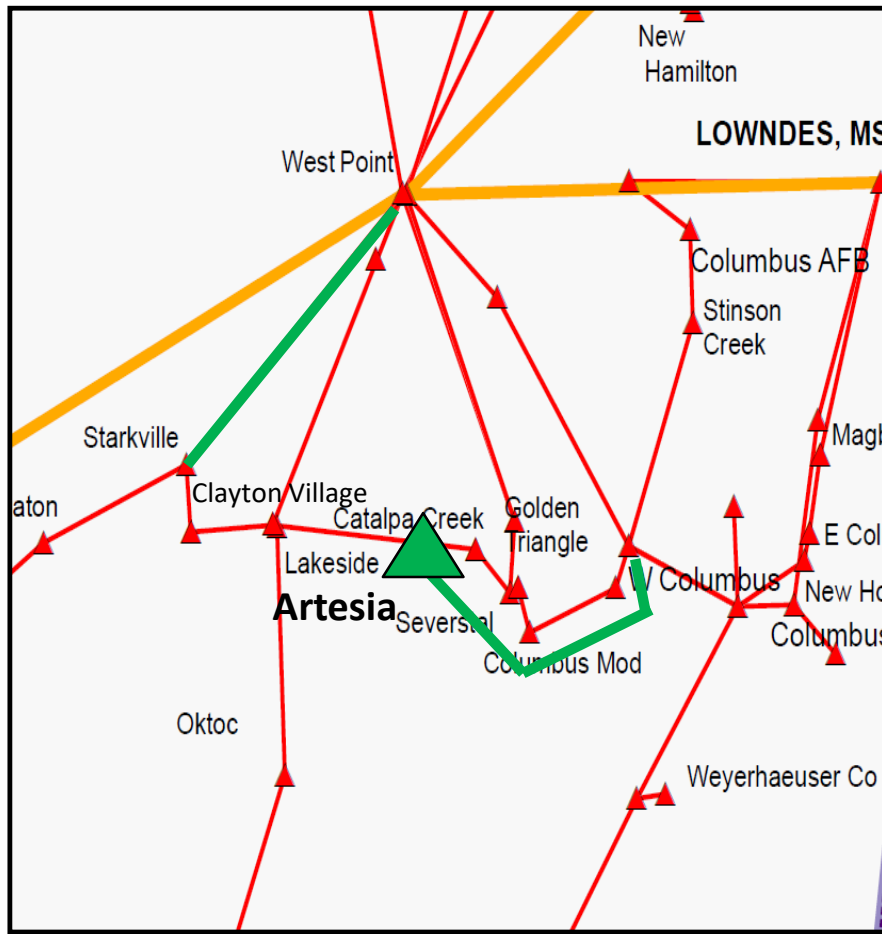 New
Hamilton
LOWNDES, MS
West Point
Columbus AFB
Stinson
Creek
Starkville
Magb
Clayton Village
aton
Catalpa Creek
Golden
Triangle
E Col
Lakeside
W Columbus
New Ho
Artesia
Severstal
Columbus
Columbus Mod
Oktoc
Weyerhaeuser Co